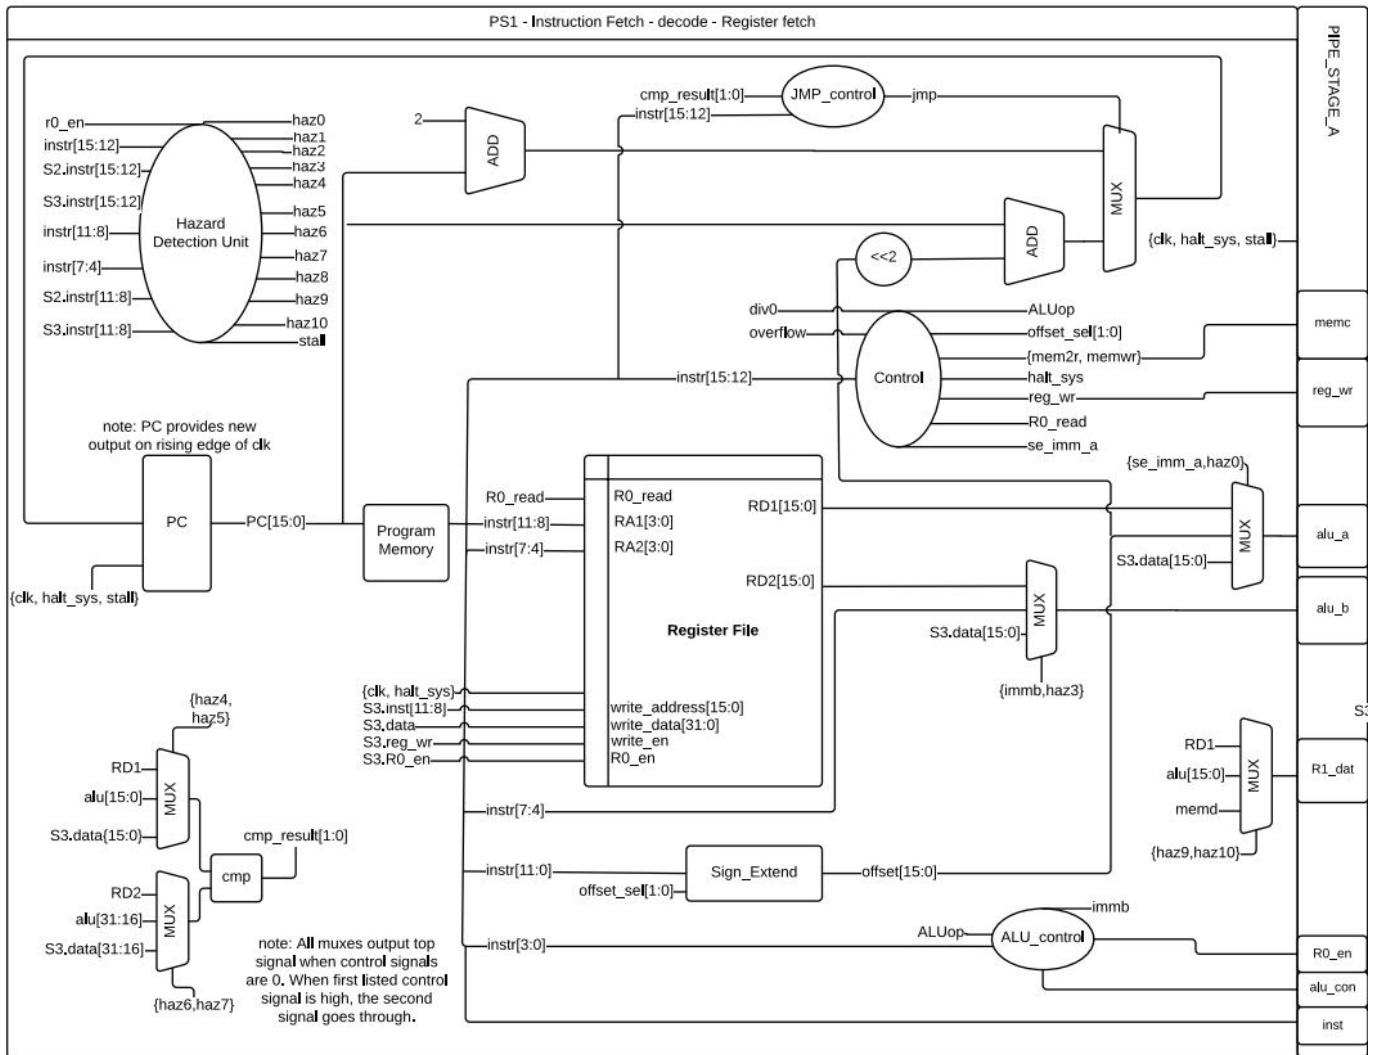 PS1 - Instruction Fetch - decode - Register fetch
PIPE_STAGE_A
cmp_result[1:0]
instr[15:12]
JMP_control
jmp
2
ADD
MUX
r0_en
instr[15:12]
S2.instr[15:12]
S3.instr[15:12]
instr[11:8]
instr[7:4]
S2.instr[11:8]
S3.instr[11:8]
Hazard
Detection Unit
haz0
haz1
haz2
haz3
haz4
haz5
haz6
haz7
haz8
haz9
haz10
stall
<<2
ADD
{clk, halt_sys, stall}
div0
overflow
instr[15:12]
Control
ALUop
offset_sel[1:0]
{mem2r, memwr}
halt_sys
reg_wr
R0_read
se_imm_a
memc
reg_wr
note: PC provides new
output on rising edge of clk
PC
PC[15:0]
{clk, halt_sys, stall}
Program
Memory
R0_read
instr[11:8]
instr[7:4]
R0_read
RA1[3:0]
RA2[3:0]
RD1[15:0]
RD2[15:0]
Register File
{clk, halt_sys}
S3.inst[11:8]
S3.data
S3.reg_wr
S3.R0_en
write_address[15:0]
write_data[31:0]
write_en
R0_en
{se_imm_a,haz0}
MUX
S3.data[15:0]
alu_a
MUX
S3.data[15:0]
{immb,haz3}
alu_b
S3
{haz4,
haz5}
RD1
alu[15:0]
S3.data{15:0}
MUX
cmp_result[1:0]
cmp
RD2
alu[31:16]
S3.data[31:16]
MUX
{haz6,haz7}
note: All muxes output top
signal when control signals
are 0. When first listed control
signal is high, the second
signal goes through.
instr[7:4]
instr[11:0]
offset_sel[1:0]
Sign_Extend
offset[15:0]
RD1
alu[15:0]
memd
MUX
{haz9,haz10}
R1_dat
instr[3:0]
ALUop
ALU_control
immb
R0_en
alu_con
inst